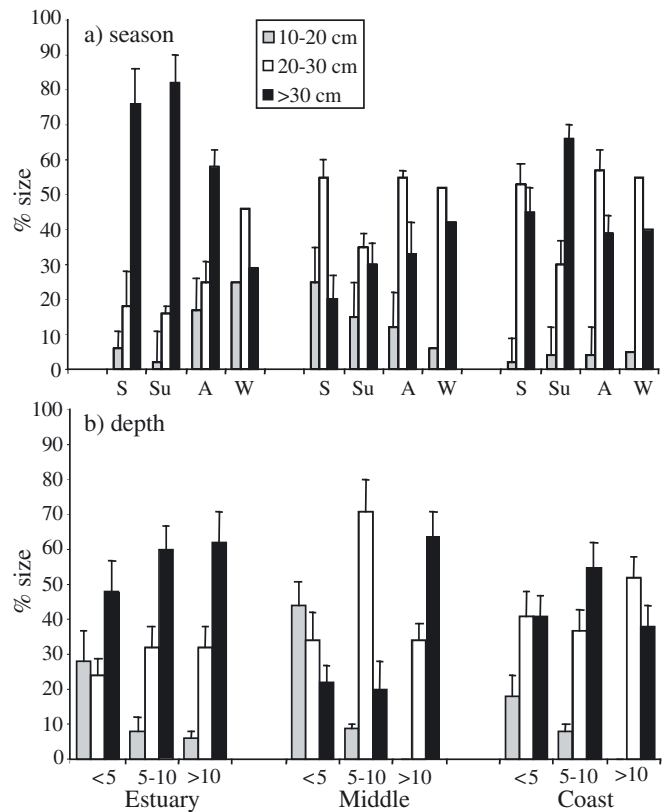 100
a) season
10-20 cm
90
20-30 cm
80
>30 cm
70
60
50
40
30
20
10
0
% size
S Su A W S Su A W S Su A W
100
b) depth
90
80
70
60
50
40
30
20
10
0
% size
<5 5-10 >10 <5 5-10 >10 <5 5-10 >10
Estuary Middle Coast